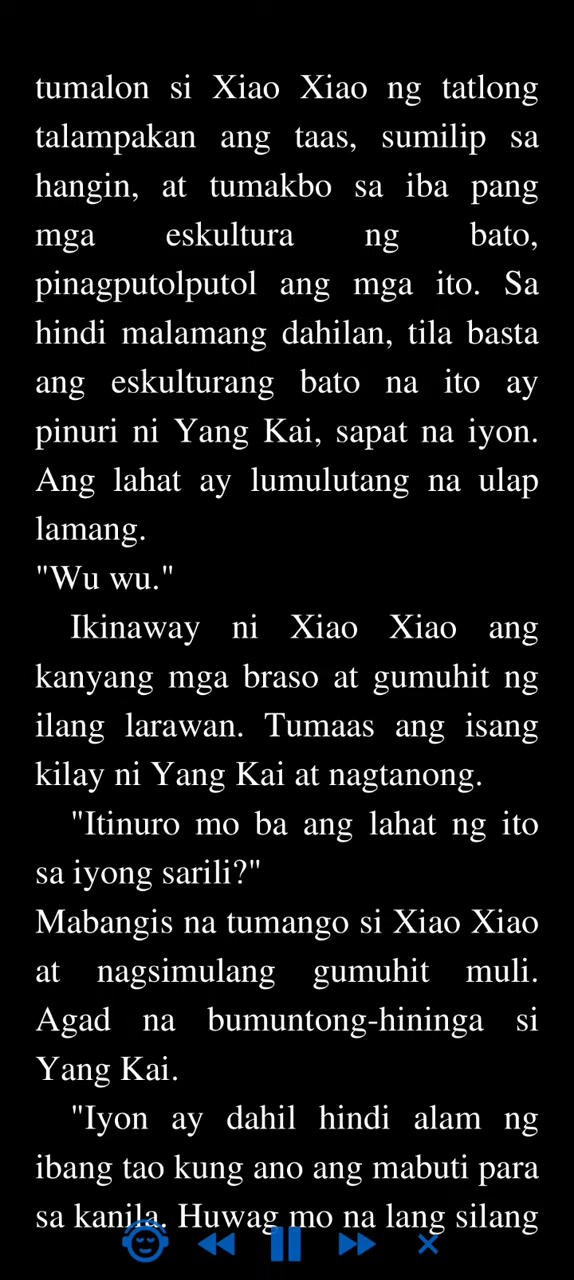 tumalon si Xiao Xiao ng tatlong
talampakan ang taas, sumilip sa
hangin, at tumakbo sa iba pang
mga eskultura ng bato,
pinagputolputol ang mga ito. Sa
hindi malamang dahilan, tila basta
ang eskulturang bato na ito ay
pinuri ni Yang Kai, sapat na iyon.
Ang lahat ay lumulutang na ulap
lamang.
"Wu wu."
Ikinaway ni Xiao Xiao ang
kanyang mga braso at gumuhit ng
ilang larawan. Tumaas ang isang
kilay ni Yang Kai at nagtanong.
"Itinuro mo ba ang lahat ng ito
sa iyong sarili?"
Mabangis na tumango si Xiao Xiao
at nagsimulang gumuhit muli.
Agad na bumuntong-hininga si
Yang Kai.
"Iyon ay dahil hindi alam ng
ibang tao kung ano ang mabuti para
sa kanila. Huwag mo na lang silang